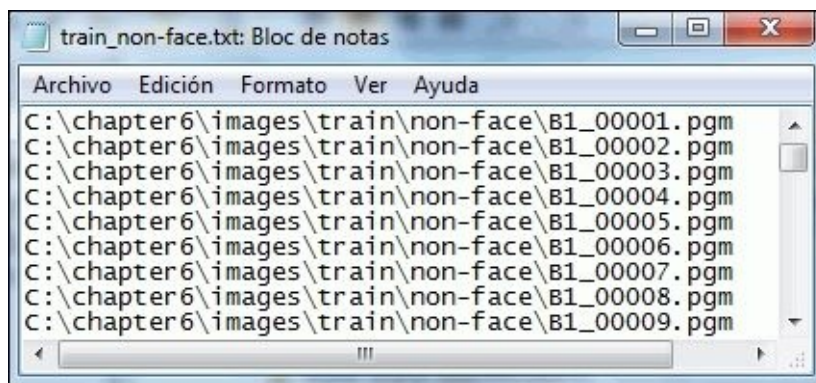 train_non-face.txt: Bloc de notas
Archivo Edición Formato Ver Ayuda
C:\chapter6\images\train\non-face\B1_00001.pgm
C:\chapter6\images\train\non-face\B1_00002.pgm
C:\chapter6\images\train\non-face\B1_00003.pgm
C:\chapter6\images\train\non-face\B1_00004.pgm
C:\chapter6\images\train\non-face\B1_00005.pgm
C:\chapter6\images\train\non-face\B1_00006.pgm
C:\chapter6\images\train\non-face\B1_00007.pgm
C:\chapter6\images\train\non-face\B1_00008.pgm
C:\chapter6\images\train\non-face\B1_00009.pgm